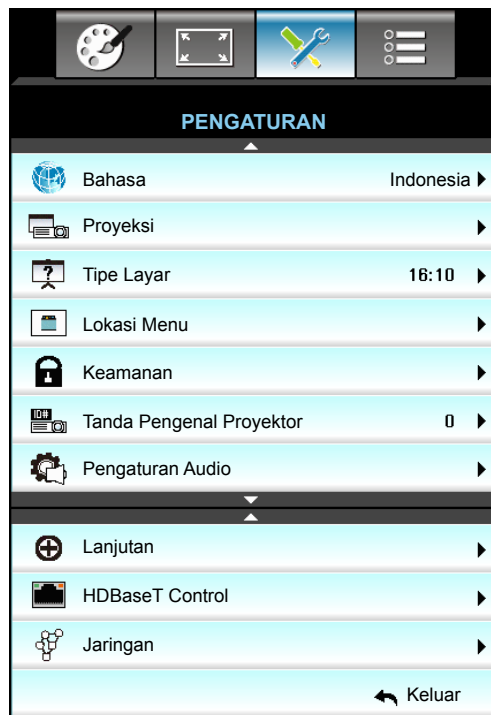 PENGATURAN
Bahasa Indonesia
Proyeksi
? Tipe Layar 16:10
Lokasi Menu
Keamanan
ID# Tanda Pengenal Proyektor 0
Pengaturan Audio
Lanjutan
HDBaseT Control
Jaringan
Keluar